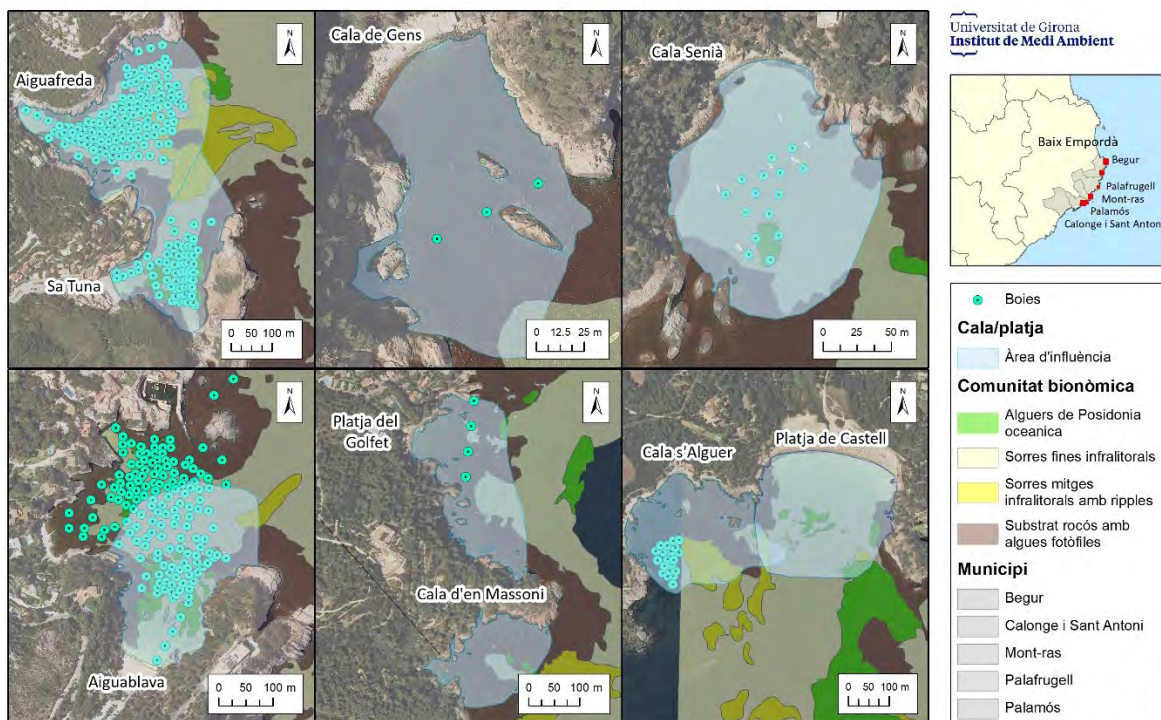 Aiguafreda
Sa Tuna
N
0 50 100 m
Cala de Gens
N
0 12.5 25 m
Cala Senià
N
0 25 50 m
Aiguablava
N
0 50 100 m
Platja del
Golfet
Cala d'en Massoni
N
0 50 100 m
Cala s'Alguer
Platja de Castell
N
0 50 100 m
Universitat de Girona
Institut de Medi Ambient
Baix Empordà
Begur
Palafrugell
Mont-ras
Palamós
Calonge i Sant Antoni
Boies
Cala/platja
Àrea d'influència
Comunitat bionòmica
Alguers de Posidonia
oceanica
Sorres fines infralitorals
Sorres mitges
infralitorals amb ripples
Substrat rocós amb
algues fotòfiles
Municipi
Begur
Calonge i Sant Antoni
Mont-ras
Palafrugell
Palamós